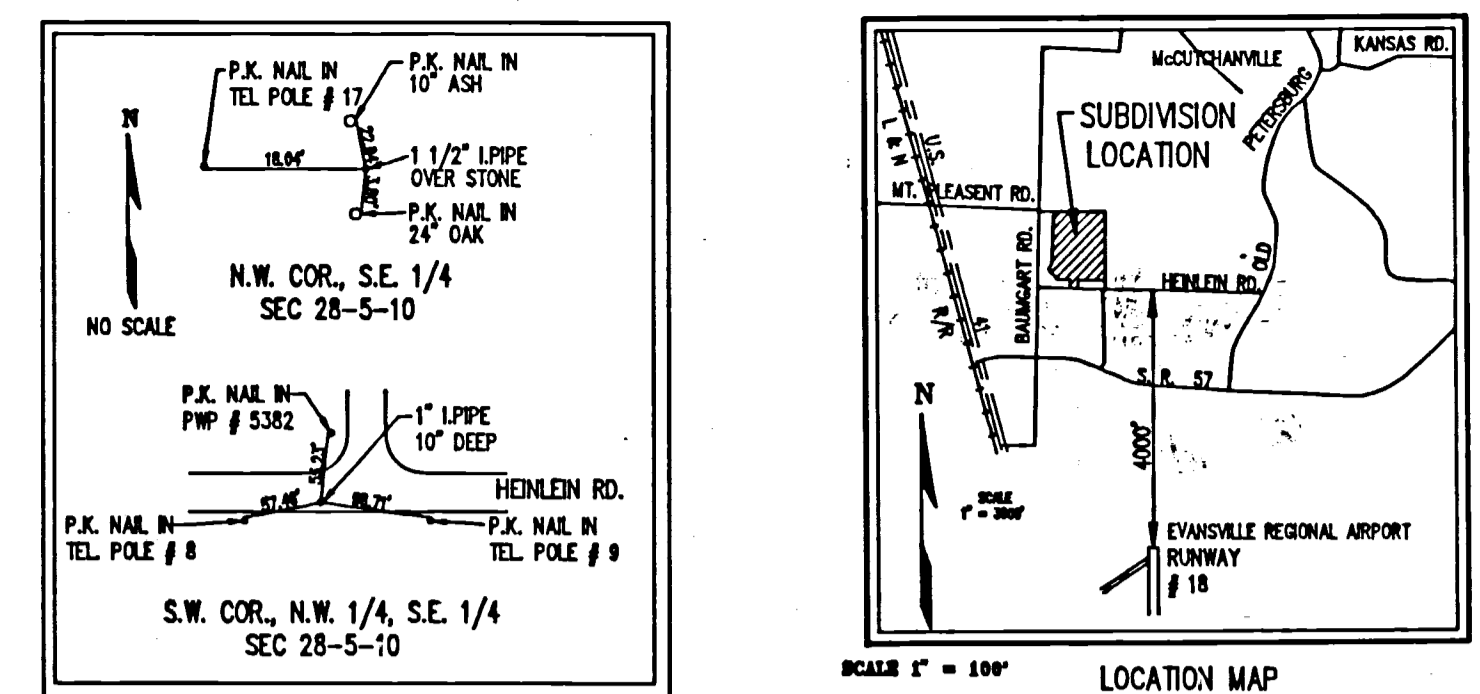 P.K. NAIL IN
TEL POLE # 17
P.K. NAIL IN
10" ASH
N
18.04'
1 1/2" I.PIPE
OVER STONE
P.K. NAIL IN
24" OAK
N.W. COR., S.E. 1/4
SEC 28-5-10
NO SCALE
P.K. NAIL IN
PWP # 5382
1" I.PIPE
10" DEEP
HEINLEIN RD.
P.K. NAIL IN
TEL. POLE # 8
P.K. NAIL IN
TEL. POLE # 9
S.W. COR., N.W. 1/4, S.E. 1/4
SEC 28-5-10
KANSAS RD.
McCUTCHANVILLE
SUBDIVISION
LOCATION
OLD PETERSBURG
L & N
R/R
U.S.
41
MT. PLEASENT RD.
BAUMGART RD.
HEINLEIN RD.
S. R. 57
N
4000'
SCALE
EVANSVILLE REGIONAL AIRPORT
RUNWAY
# 18
SCALE 1" = 100'
LOCATION MAP